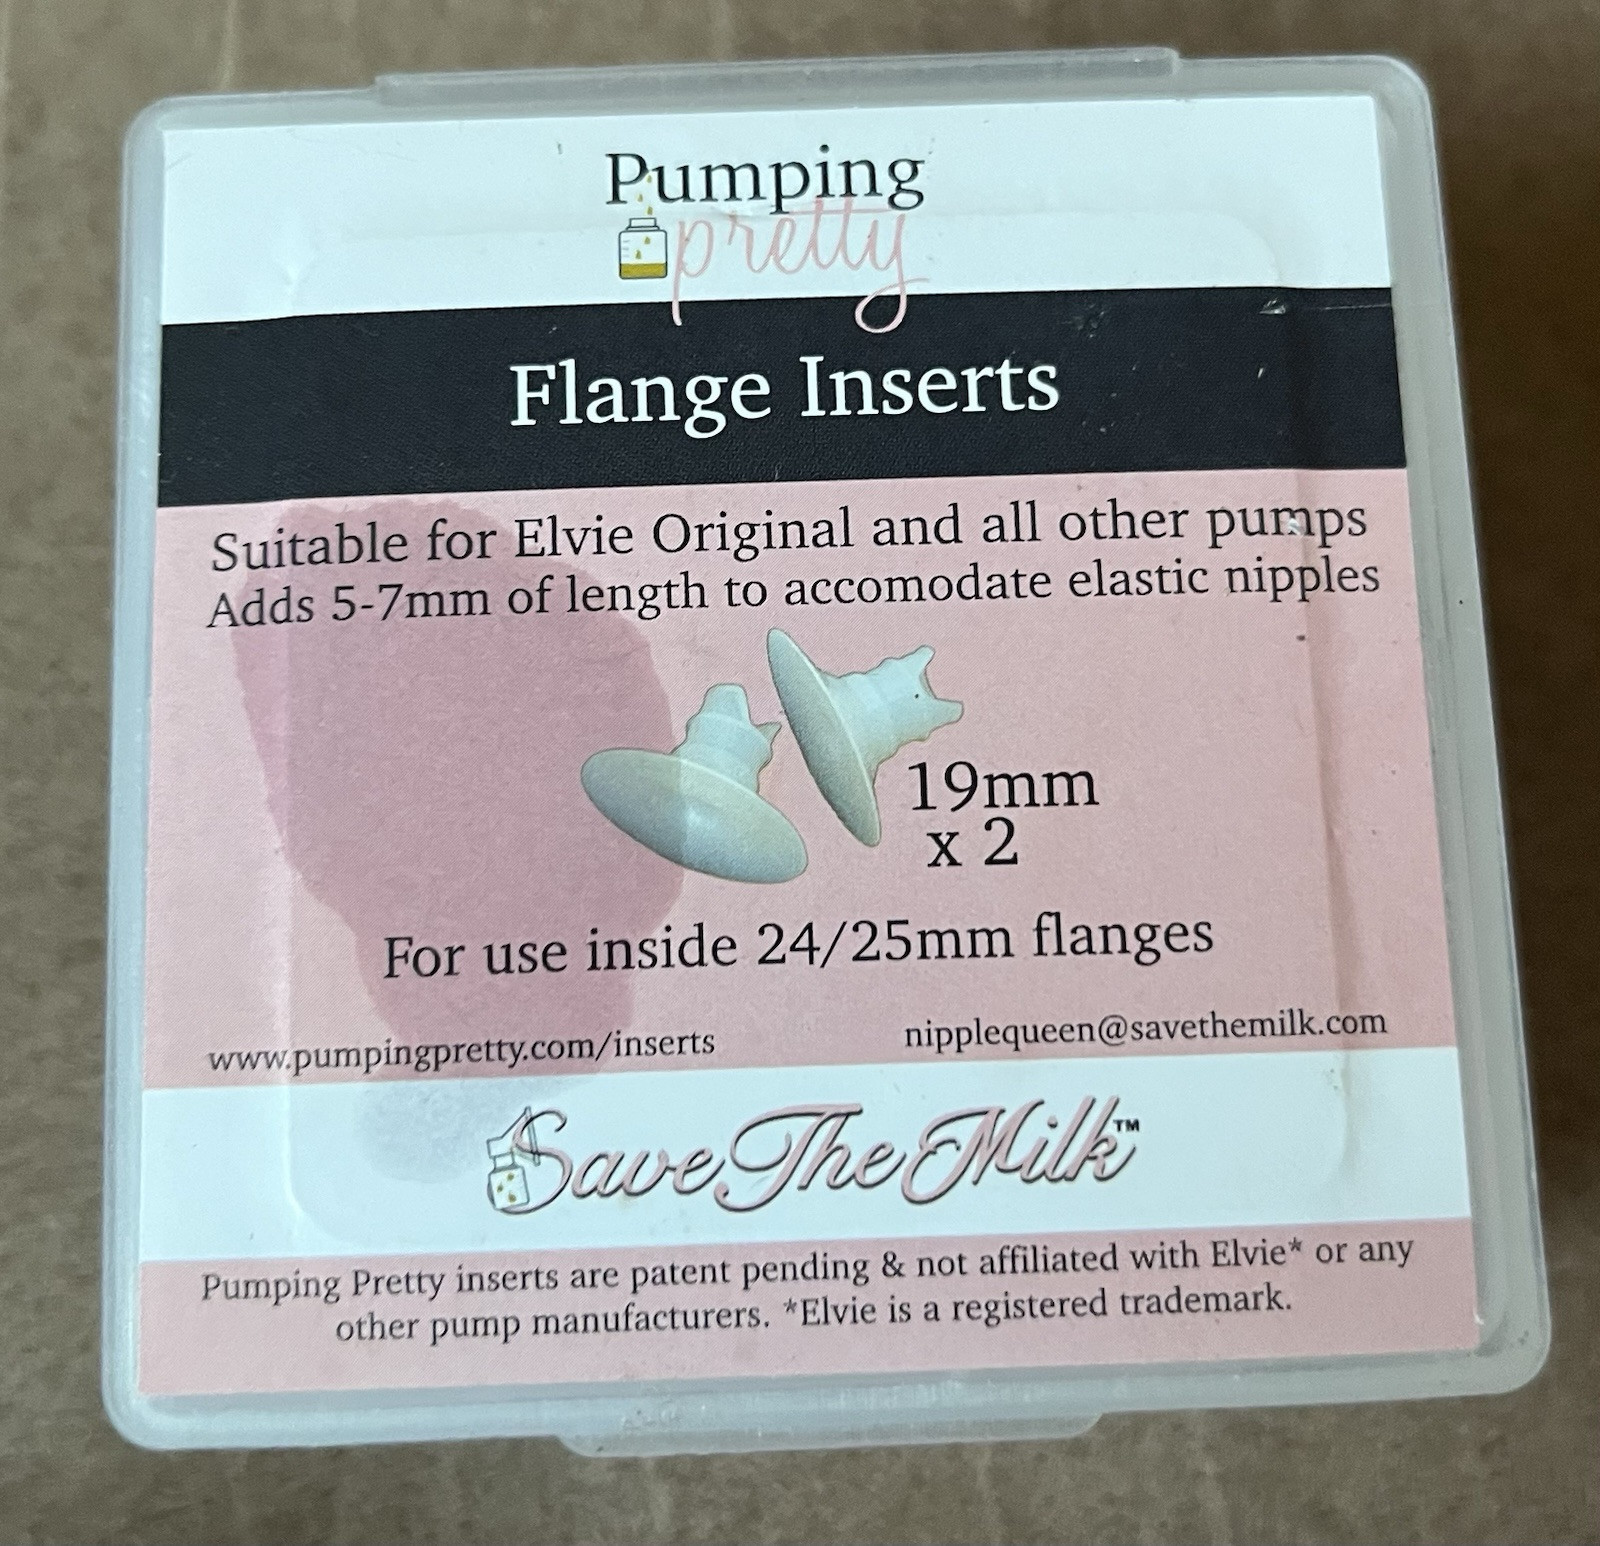 Pumping
pretty
Flange Inserts
Suitable for Elvie Original and all other pumps
Adds 5-7mm of length to accomodate elastic nipples
19mm
x 2
For use inside 24/25mm flanges
www.pumpingpretty.com/inserts
nipplequeen@savethemilk.com
SaveTheMilk™
Pumping Pretty inserts are patent pending & not affiliated with Elvie* or any
other pump manufacturers. *Elvie is a registered trademark.